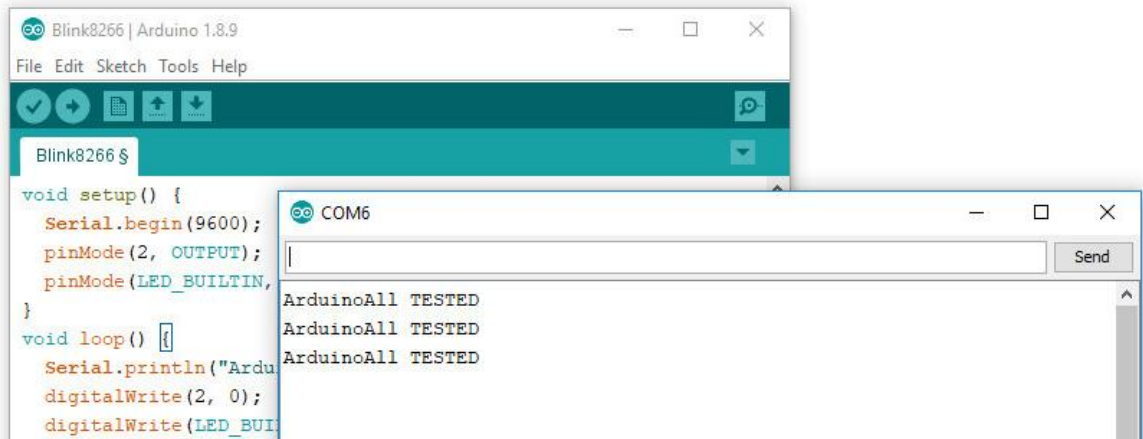 Blink8266 | Arduino 1.8.9
File Edit Sketch Tools Help
Blink8266 §
void setup() {
Serial.begin(9600);
pinMode(2, OUTPUT);
pinMode(LED_BUILTIN,
}
void loop() {
Serial.println("Ardu
digitalWrite(2, 0);
digitalWrite(LED_BUI
COM6
Send
ArduinoAll TESTED
ArduinoAll TESTED
ArduinoAll TESTED